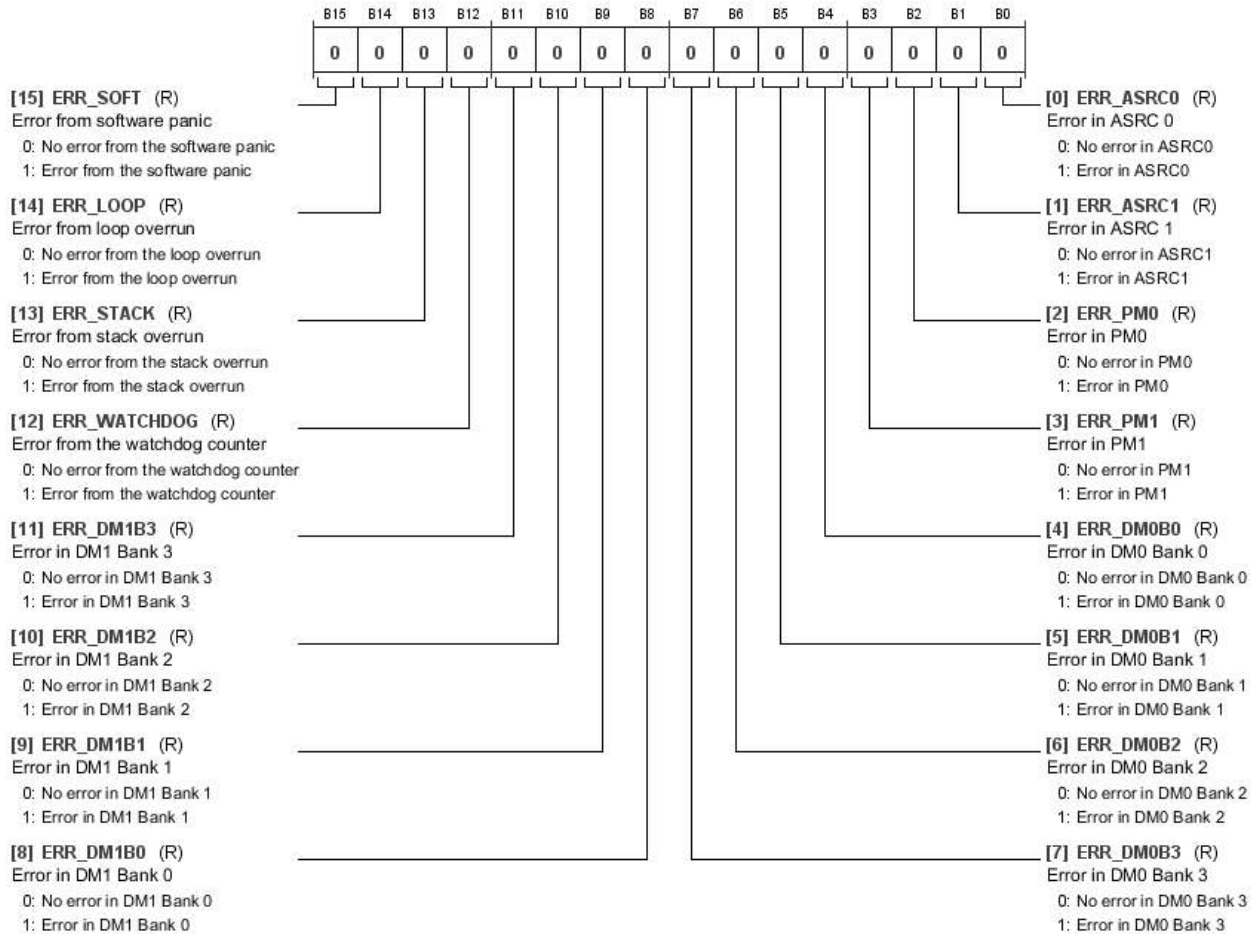 B15 B14 B13 B12 B11 B10 B9 B8 B7 B6 B5 B4 B3 B2 B1 B0
0 0 0 0 0 0 0 0 0 0 0 0 0 0 0 0
[15] ERR_SOFT (R)
Error from software panic
0: No error from the software panic
1: Error from the software panic
[14] ERR_LOOP (R)
Error from loop overrun
0: No error from the loop overrun
1: Error from the loop overrun
[13] ERR_STACK (R)
Error from stack overrun
0: No error from the stack overrun
1: Error from the stack overrun
[12] ERR_WATCHDOG (R)
Error from the watchdog counter
0: No error from the watchdog counter
1: Error from the watchdog counter
[11] ERR_DM1B3 (R)
Error in DM1 Bank 3
0: No error in DM1 Bank 3
1: Error in DM1 Bank 3
[10] ERR_DM1B2 (R)
Error in DM1 Bank 2
0: No error in DM1 Bank 2
1: Error in DM1 Bank 2
[9] ERR_DM1B1 (R)
Error in DM1 Bank 1
0: No error in DM1 Bank 1
1: Error in DM1 Bank 1
[8] ERR_DM1B0 (R)
Error in DM1 Bank 0
0: No error in DM1 Bank 0
1: Error in DM1 Bank 0
[0] ERR_ASRC0 (R)
Error in ASRC 0
0: No error in ASRC0
1: Error in ASRC0
[1] ERR_ASRC1 (R)
Error in ASRC 1
0: No error in ASRC1
1: Error in ASRC1
[2] ERR_PM0 (R)
Error in PM0
0: No error in PM0
1: Error in PM0
[3] ERR_PM1 (R)
Error in PM1
0: No error in PM1
1: Error in PM1
[4] ERR_DM0B0 (R)
Error in DM0 Bank 0
0: No error in DM0 Bank 0
1: Error in DM0 Bank 0
[5] ERR_DM0B1 (R)
Error in DM0 Bank 1
0: No error in DM0 Bank 1
1: Error in DM0 Bank 1
[6] ERR_DM0B2 (R)
Error in DM0 Bank 2
0: No error in DM0 Bank 2
1: Error in DM0 Bank 2
[7] ERR_DM0B3 (R)
Error in DM0 Bank 3
0: No error in DM0 Bank 3
1: Error in DM0 Bank 3